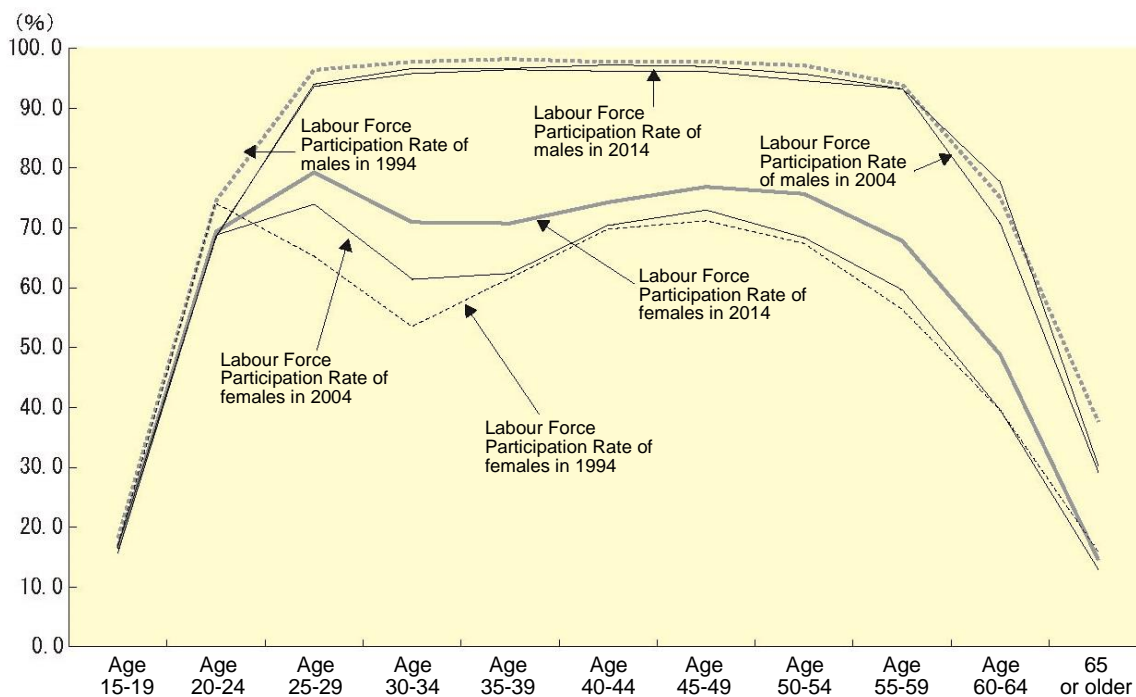 (%)
100.0
90.0
80.0
70.0
60.0
50.0
40.0
30.0
20.0
10.0
0.0
Labour Force
Participation Rate of
males in 1994
Labour Force
Participation Rate of
males in 2014
Labour Force
Participation Rate
of males in 2004
Labour Force
Participation Rate of
females in 2014
Labour Force
Participation Rate of
females in 2004
Labour Force
Participation Rate of
females in 1994
Age
15-19
Age
20-24
Age
25-29
Age
30-34
Age
35-39
Age
40-44
Age
45-49
Age
50-54
Age
55-59
Age
60-64
65
or older